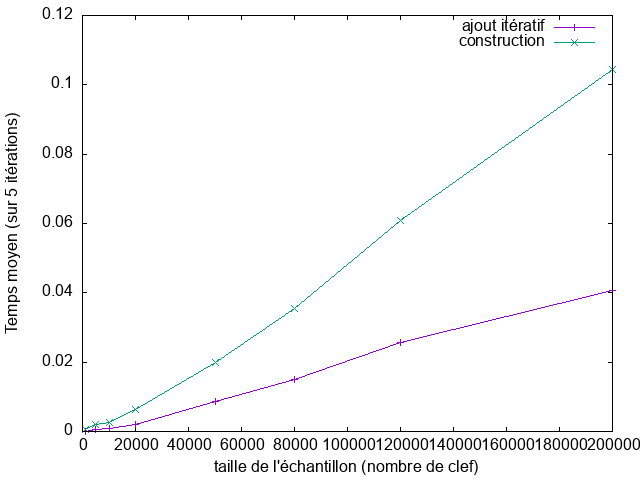 0.12
0.1
0.08
0.06
0.04
0.02
0
ajout itératif
construction
Temps moyen (sur 5 itérations)
0 20000 40000 60000 80000 100000 120000 140000 160000 180000 200000
taille de l'échantillon (nombre de clef)